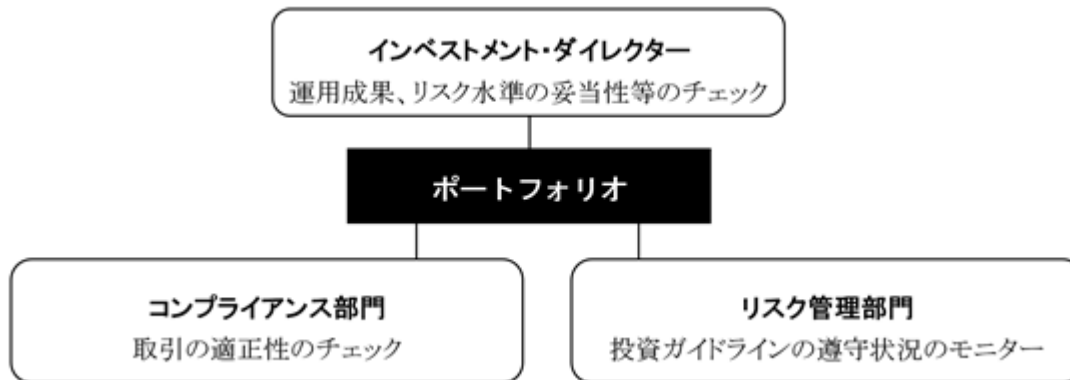 インベストメント・ダイレクター
運用成果、リスク水準の妥当性等のチェック
ポートフォリオ
コンプライアンス部門
取引の適正性のチェック
リスク管理部門
投資ガイドラインの遵守状況のモニター